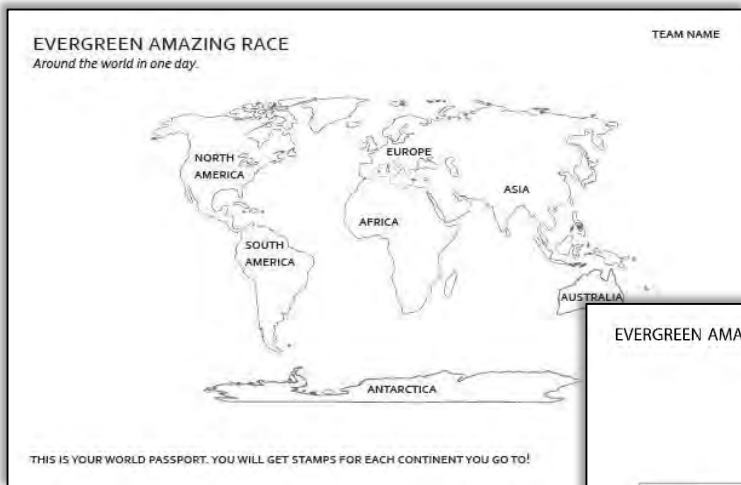 EVERGREEN AMAZING RACE
TEAM NAME
Around the world in one day.
NORTH
AMERICA
EUROPE
ASIA
AFRICA
SOUTH
AMERICA
AUSTRALIA
ANTARCTICA
THIS IS YOUR WORLD PASSPORT. YOU WILL GET STAMPS FOR EACH CONTINENT YOU GO TO!
EVERGREEN AMA